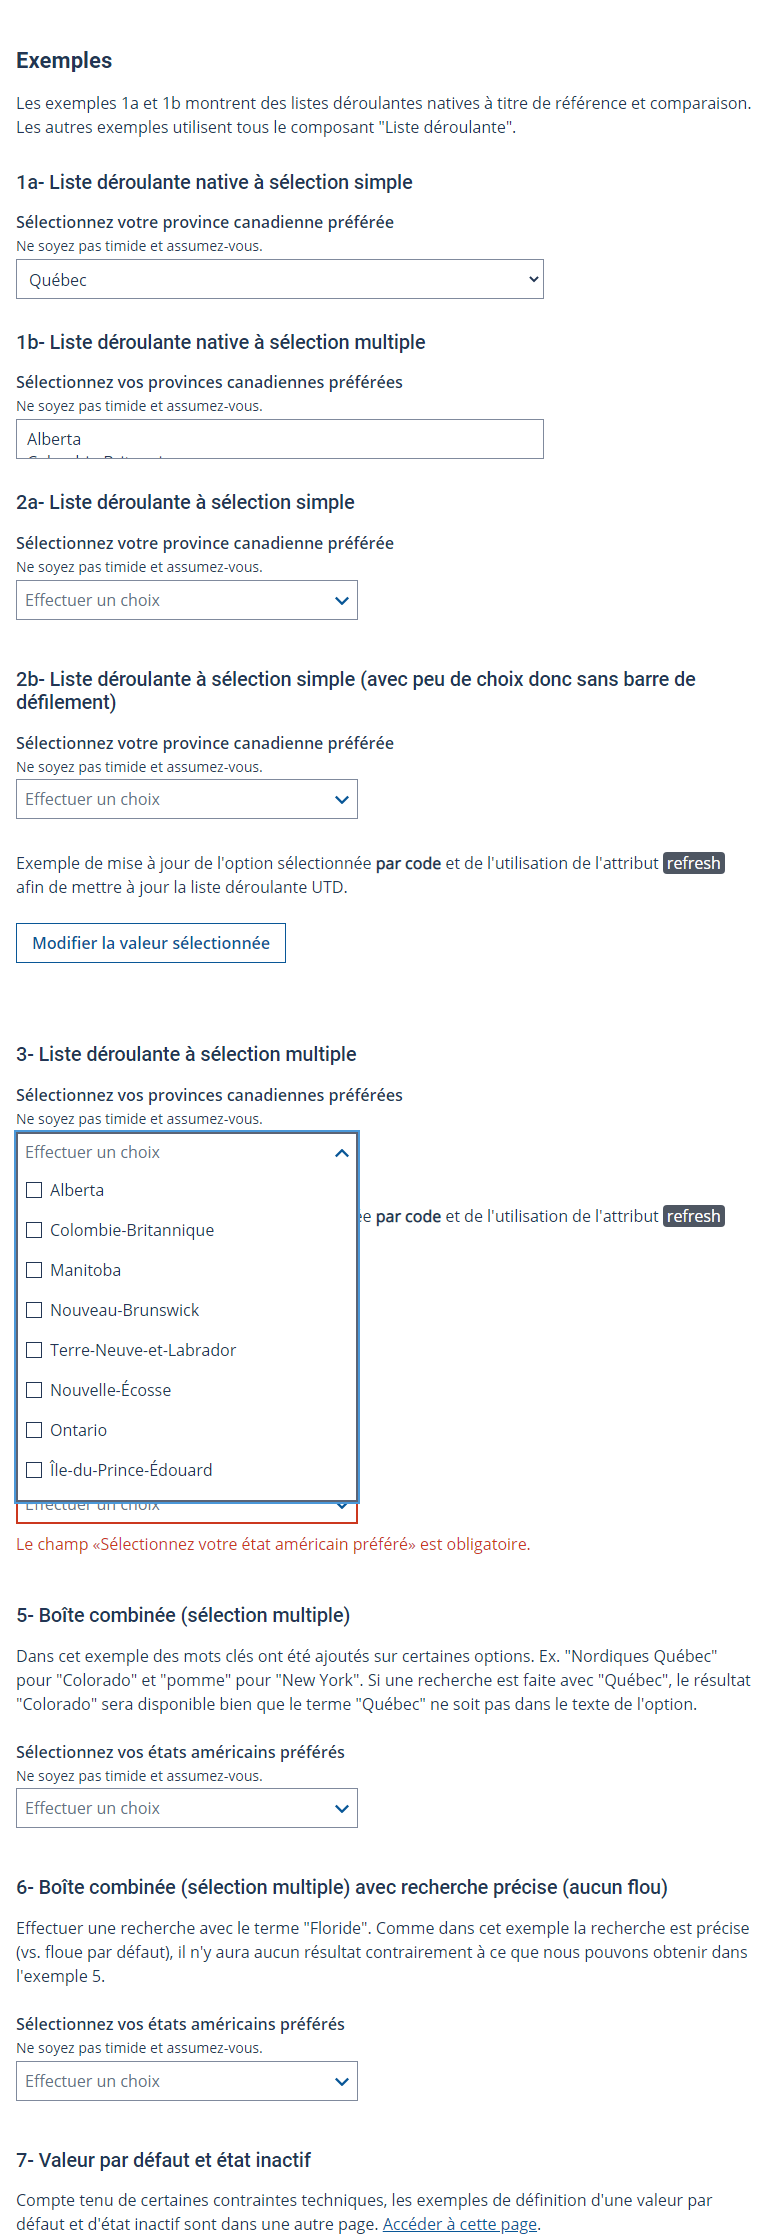 Exemples
Les exemples 1a et 1b montrent des listes déroulantes natives à titre de référence et comparaison.
Les autres exemples utilisent tous le composant "Liste déroulante".
1a- Liste déroulante native à sélection simple
Sélectionnez votre province canadienne préférée
Ne soyez pas timide et assumez-vous.
Québec
1b- Liste déroulante native à sélection multiple
Sélectionnez vos provinces canadiennes préférées
Ne soyez pas timide et assumez-vous.
Alberta
2a- Liste déroulante à sélection simple
Sélectionnez votre province canadienne préférée
Ne soyez pas timide et assumez-vous.
Effectuer un choix
2b- Liste déroulante à sélection simple (avec peu de choix donc sans barre de
défilement)
Sélectionnez votre province canadienne préférée
Ne soyez pas timide et assumez-vous.
Effectuer un choix
Exemple de mise à jour de l'option sélectionnée par code et de l'utilisation de l'attribut refresh
afin de mettre à jour la liste déroulante UTD.
Modifier la valeur sélectionnée
3- Liste déroulante à sélection multiple
Sélectionnez vos provinces canadiennes préférées
Ne soyez pas timide et assumez-vous.
Effectuer un choix
Alberta
par code et de l'utilisation de l'attribut refresh
Colombie-Britannique
Manitoba
Nouveau-Brunswick
Terre-Neuve-et-Labrador
Nouvelle-Écosse
Ontario
Île-du-Prince-Édouard
Effectuer un choix
Le champ «Sélectionnez votre état américain préféré» est obligatoire.
5- Boîte combinée (sélection multiple)
Dans cet exemple des mots clés ont été ajoutés sur certaines options. Ex. "Nordiques Québec"
pour "Colorado" et "pomme" pour "New York". Si une recherche est faite avec "Québec", le résultat
"Colorado" sera disponible bien que le terme "Québec" ne soit pas dans le texte de l'option.
Sélectionnez vos états américains préférés
Ne soyez pas timide et assumez-vous.
Effectuer un choix
6- Boîte combinée (sélection multiple) avec recherche précise (aucun flou)
Effectuer une recherche avec le terme "Floride". Comme dans cet exemple la recherche est précise
(vs. floue par défaut), il n'y aura aucun résultat contrairement à ce que nous pouvons obtenir dans
l'exemple 5.
Sélectionnez vos états américains préférés
Ne soyez pas timide et assumez-vous.
Effectuer un choix
7- Valeur par défaut et état inactif
Compte tenu de certaines contraintes techniques, les exemples de définition d'une valeur par
défaut et d'état inactif sont dans une autre page. Accéder à cette page.